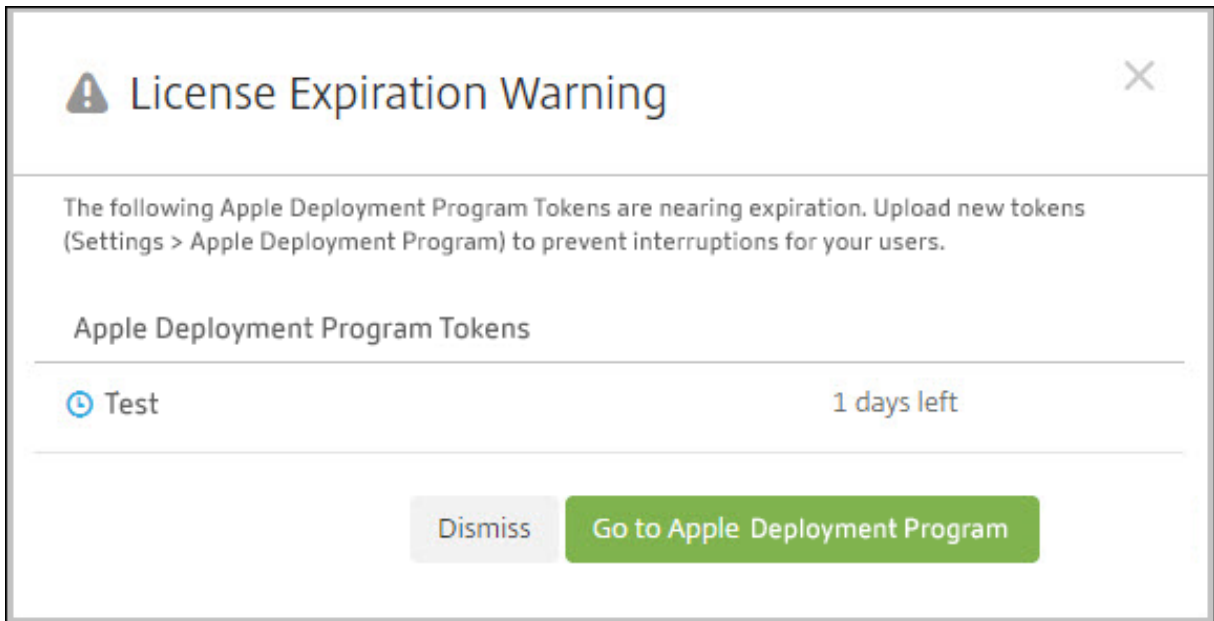 License Expiration Warning
The following Apple Deployment Program Tokens are nearing expiration. Upload new tokens
(Settings > Apple Deployment Program) to prevent interruptions for your users.
Apple Deployment Program Tokens
Test 1 days left
Dismiss Go to Apple Deployment Program